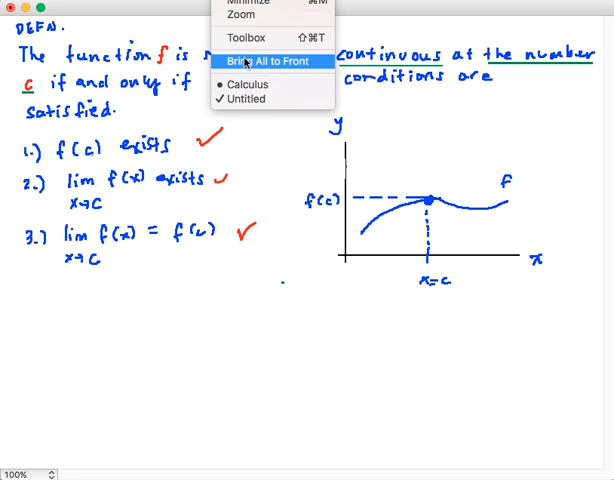 DEFN.
Minimize ⌘M
Zoom
Toolbox ⇧⌘T
Bring All to Front
• Calculus
✓ Untitled
The function f is continuous at the number
c if and only if conditions are
satisfied.
1.) f(c) exists ✓
2.) lim f(x) exists ✓
x→c
3.) lim f(x) = f(c) ✓
x→c
y
f
f(c)
x
x=c
100%